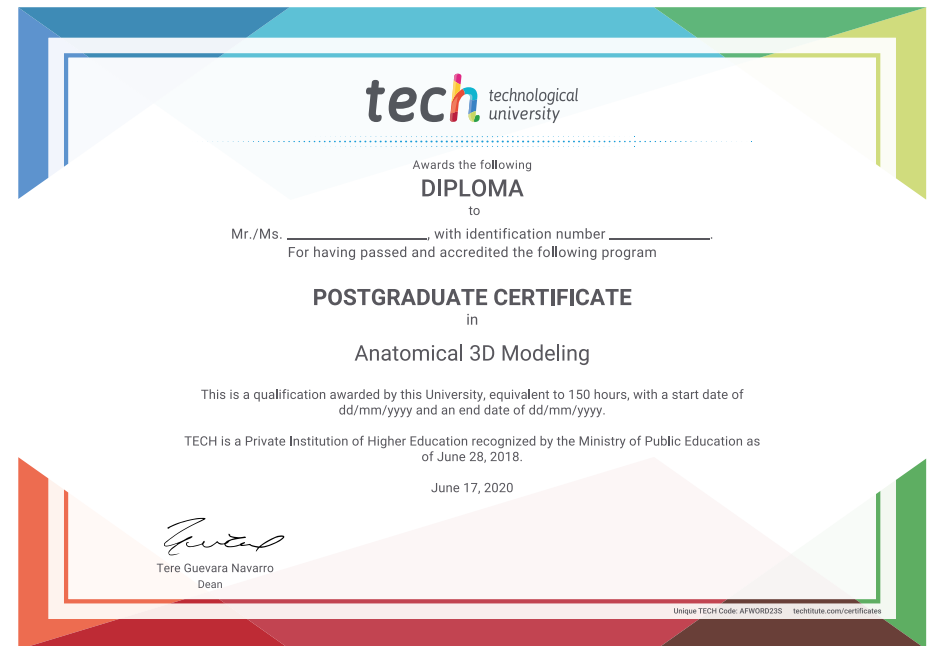 tech technological
university
Awards the following
DIPLOMA
to
Mr./Ms. ____________________, with identification number ______________.
For having passed and accredited the following program
POSTGRADUATE CERTIFICATE
in
Anatomical 3D Modeling
This is a qualification awarded by this University, equivalent to 150 hours, with a start date of
dd/mm/yyyy and an end date of dd/mm/yyyy.
TECH is a Private Institution of Higher Education recognized by the Ministry of Public Education as
of June 28, 2018.
June 17, 2020
Tere Guevara Navarro
Dean
Unique TECH Code: AFWORD23S techtitute.com/certificates